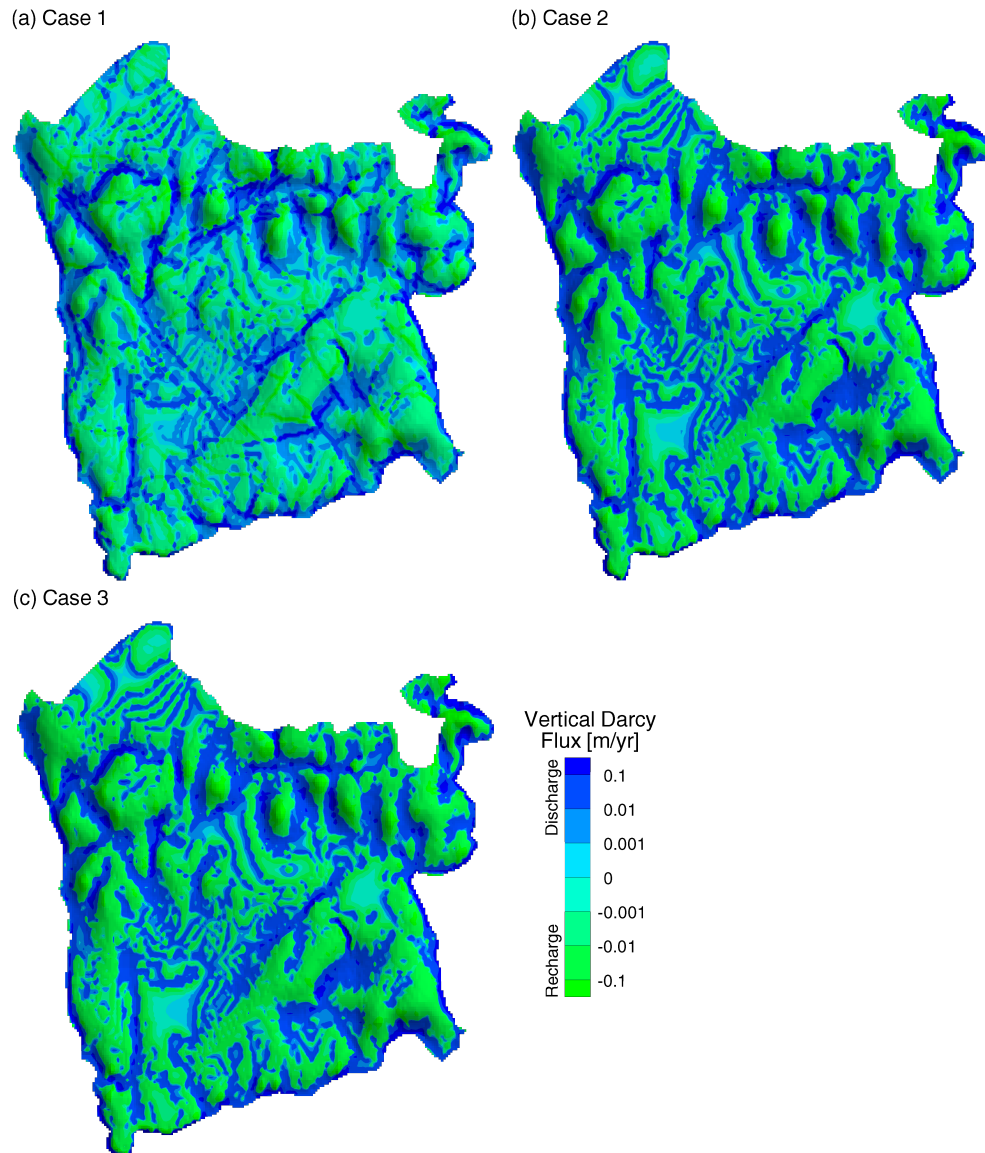 (a) Case 1
(b) Case 2
(c) Case 3
Vertical Darcy
Flux [m/yr]
Discharge
Recharge
0.1
0.01
0.001
0
-0.001
-0.01
-0.1